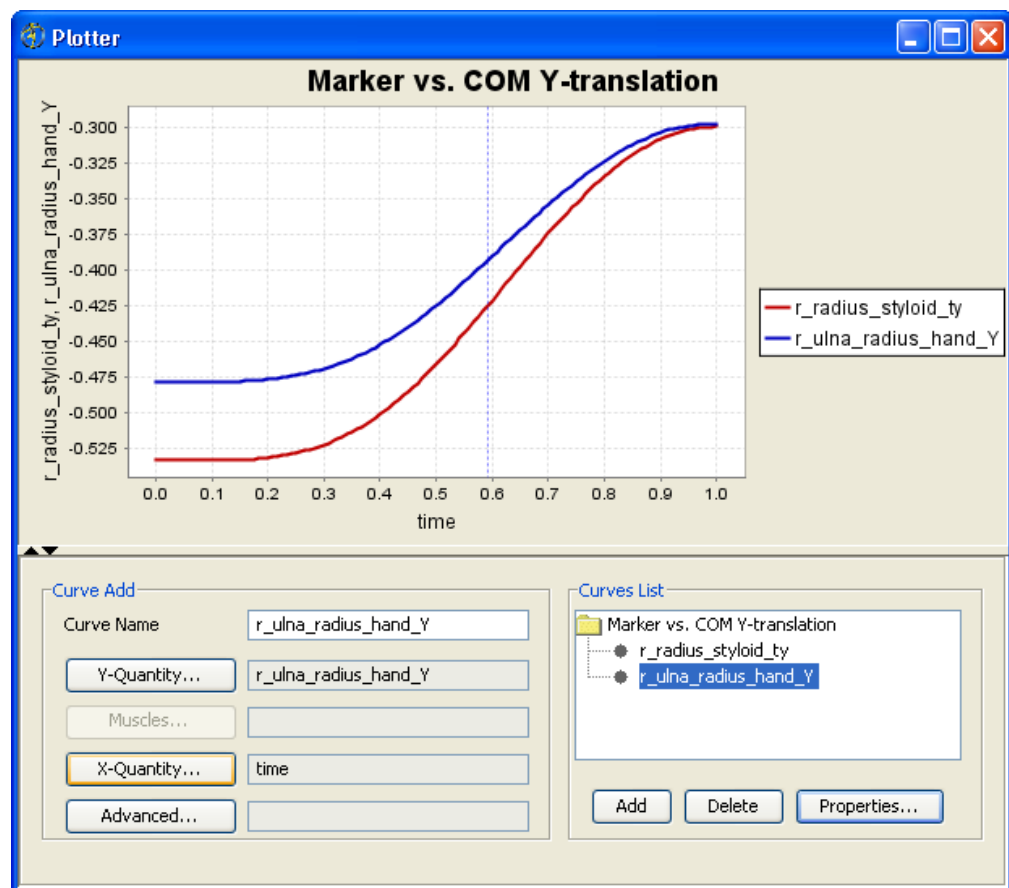 Plotter
Marker vs. COM Y-translation
r_radius_styloid_ty, r_ulna_radius_hand_Y
-0.300
-0.325
-0.350
-0.375
-0.400
-0.425
-0.450
-0.475
-0.500
-0.525
0.0 0.1 0.2 0.3 0.4 0.5 0.6 0.7 0.8 0.9 1.0
time
r_radius_styloid_ty
r_ulna_radius_hand_Y
Curve Add
Curve Name r_ulna_radius_hand_Y
Y-Quantity... r_ulna_radius_hand_Y
Muscles...
X-Quantity... time
Advanced...
Curves List
Marker vs. COM Y-translation
r_radius_styloid_ty
r_ulna_radius_hand_Y
Add Delete Properties...